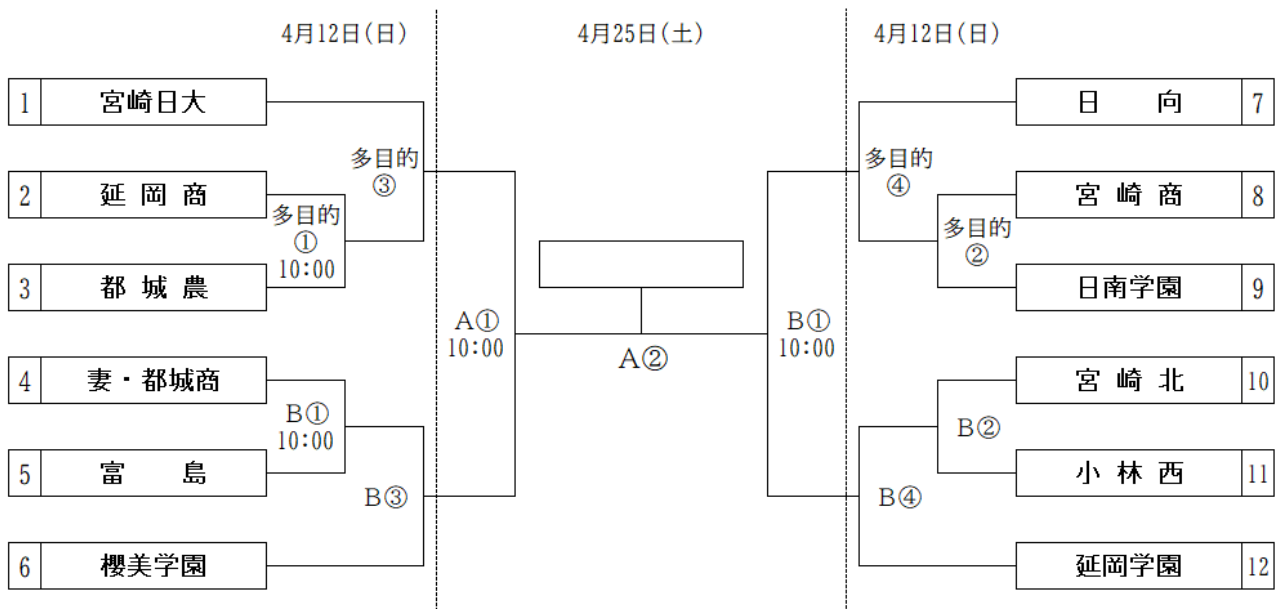 4月12日(日)
4月25日(土)
4月12日(日)
1 宮崎日大
2 延岡商
3 都城農
4 妻・都城商
5 富島
6 櫻美学園
多目的
①
10:00
多目的
③
B①
10:00
B③
A①
10:00
A②
B①
10:00
多目的
④
多目的
②
B②
B④
日向 7
宮崎商 8
日南学園 9
宮崎北 10
小林西 11
延岡学園 12